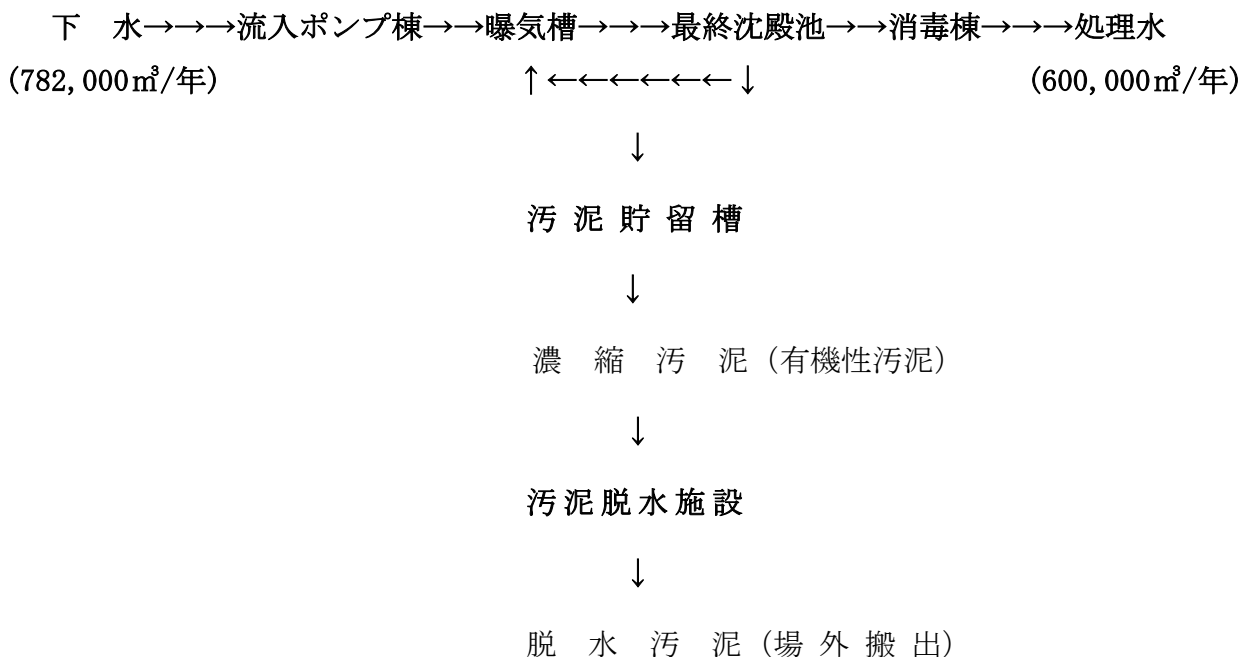 下　水→→→流入ポンプ棟→→曝気槽→→→最終沈殿池→→消毒棟→→→処理水
(782,000㎥/年)　↑←←←←←←↓　(600,000㎥/年)
↓
汚 泥 貯 留 槽
↓
濃　縮　汚　泥（有機性汚泥）
↓
汚 泥 脱 水 施 設
↓
脱　水　汚　泥（場 外 搬 出）